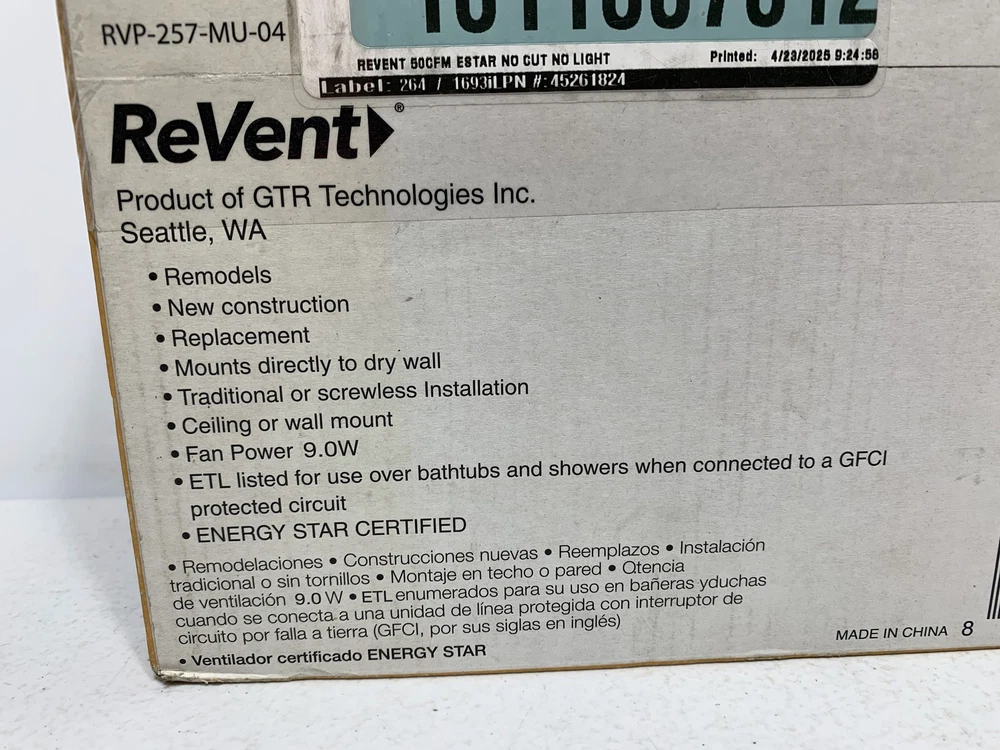 RVP-257-MU-04
REVENT 50CFM ESTAR NO CUT NO LIGHT
Printed: 4/23/2025 9:24:58
Label: 264 / 1693iLPN #:45261824
ReVent®
Product of GTR Technologies Inc.
Seattle, WA
• Remodels
• New construction
• Replacement
• Mounts directly to dry wall
• Traditional or screwless Installation
• Ceiling or wall mount
• Fan Power 9.0W
• ETL listed for use over bathtubs and showers when connected to a GFCI
protected circuit
• ENERGY STAR CERTIFIED
• Remodelaciones • Construcciones nuevas • Reemplazos • Instalación
tradicional o sin tornillos • Montaje en techo o pared • Qtencia
de ventilación 9.0 W • ETL enumerados para su uso en bañeras yduchas
cuando se conecta a una unidad de línea protegida con interruptor de
circuito por falla a tierra (GFCI, por sus siglas en inglés)
• Ventilador certificado ENERGY STAR
MADE IN CHINA 8